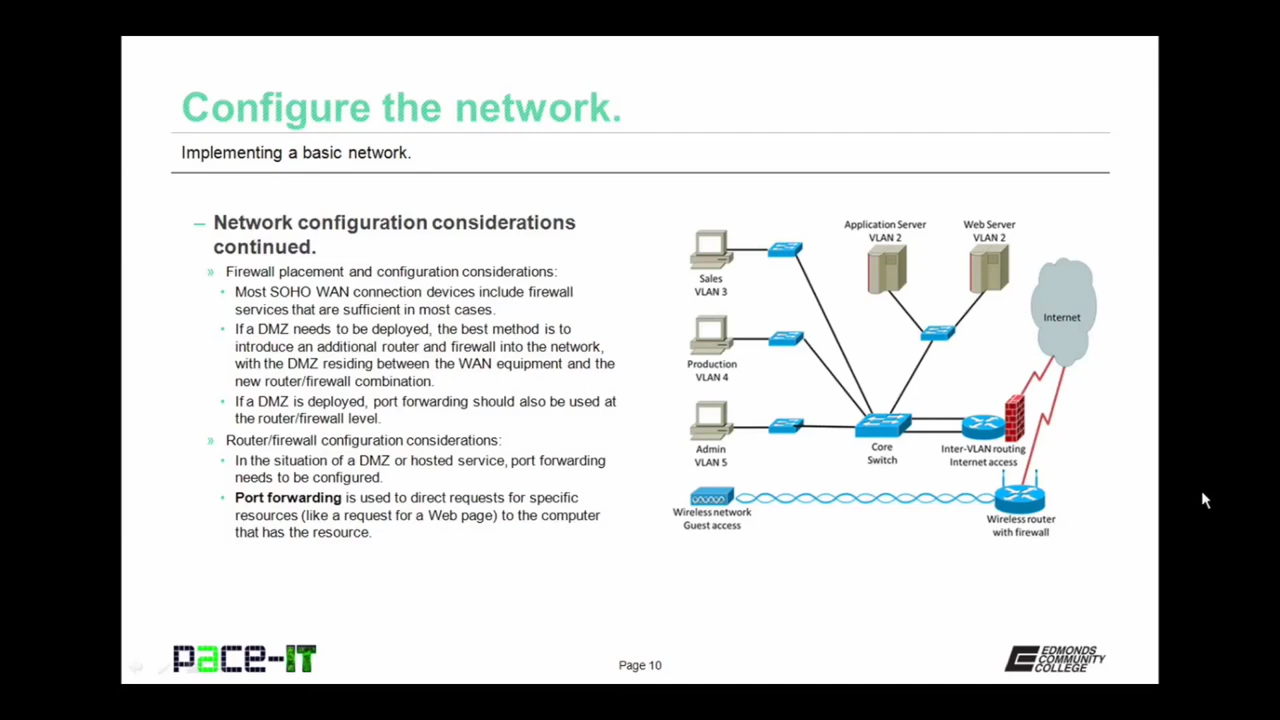 Configure the network.
Implementing a basic network.
– Network configuration considerations
continued.
» Firewall placement and configuration considerations:
• Most SOHO WAN connection devices include firewall
services that are sufficient in most cases.
• If a DMZ needs to be deployed, the best method is to
introduce an additional router and firewall into the network,
with the DMZ residing between the WAN equipment and the
new router/firewall combination.
• If a DMZ is deployed, port forwarding should also be used at
the router/firewall level.
» Router/firewall configuration considerations:
• In the situation of a DMZ or hosted service, port forwarding
needs to be configured.
• Port forwarding is used to direct requests for specific
resources (like a request for a Web page) to the computer
that has the resource.
Application Server
VLAN 2
Web Server
VLAN 2
Sales
VLAN 3
Internet
Production
VLAN 4
Admin
VLAN 5
Core
Switch
Inter-VLAN routing
Internet access
Wireless network
Guest access
Wireless router
with firewall
pace-IT
Page 10
EDMONDS
COMMUNITY
COLLEGE